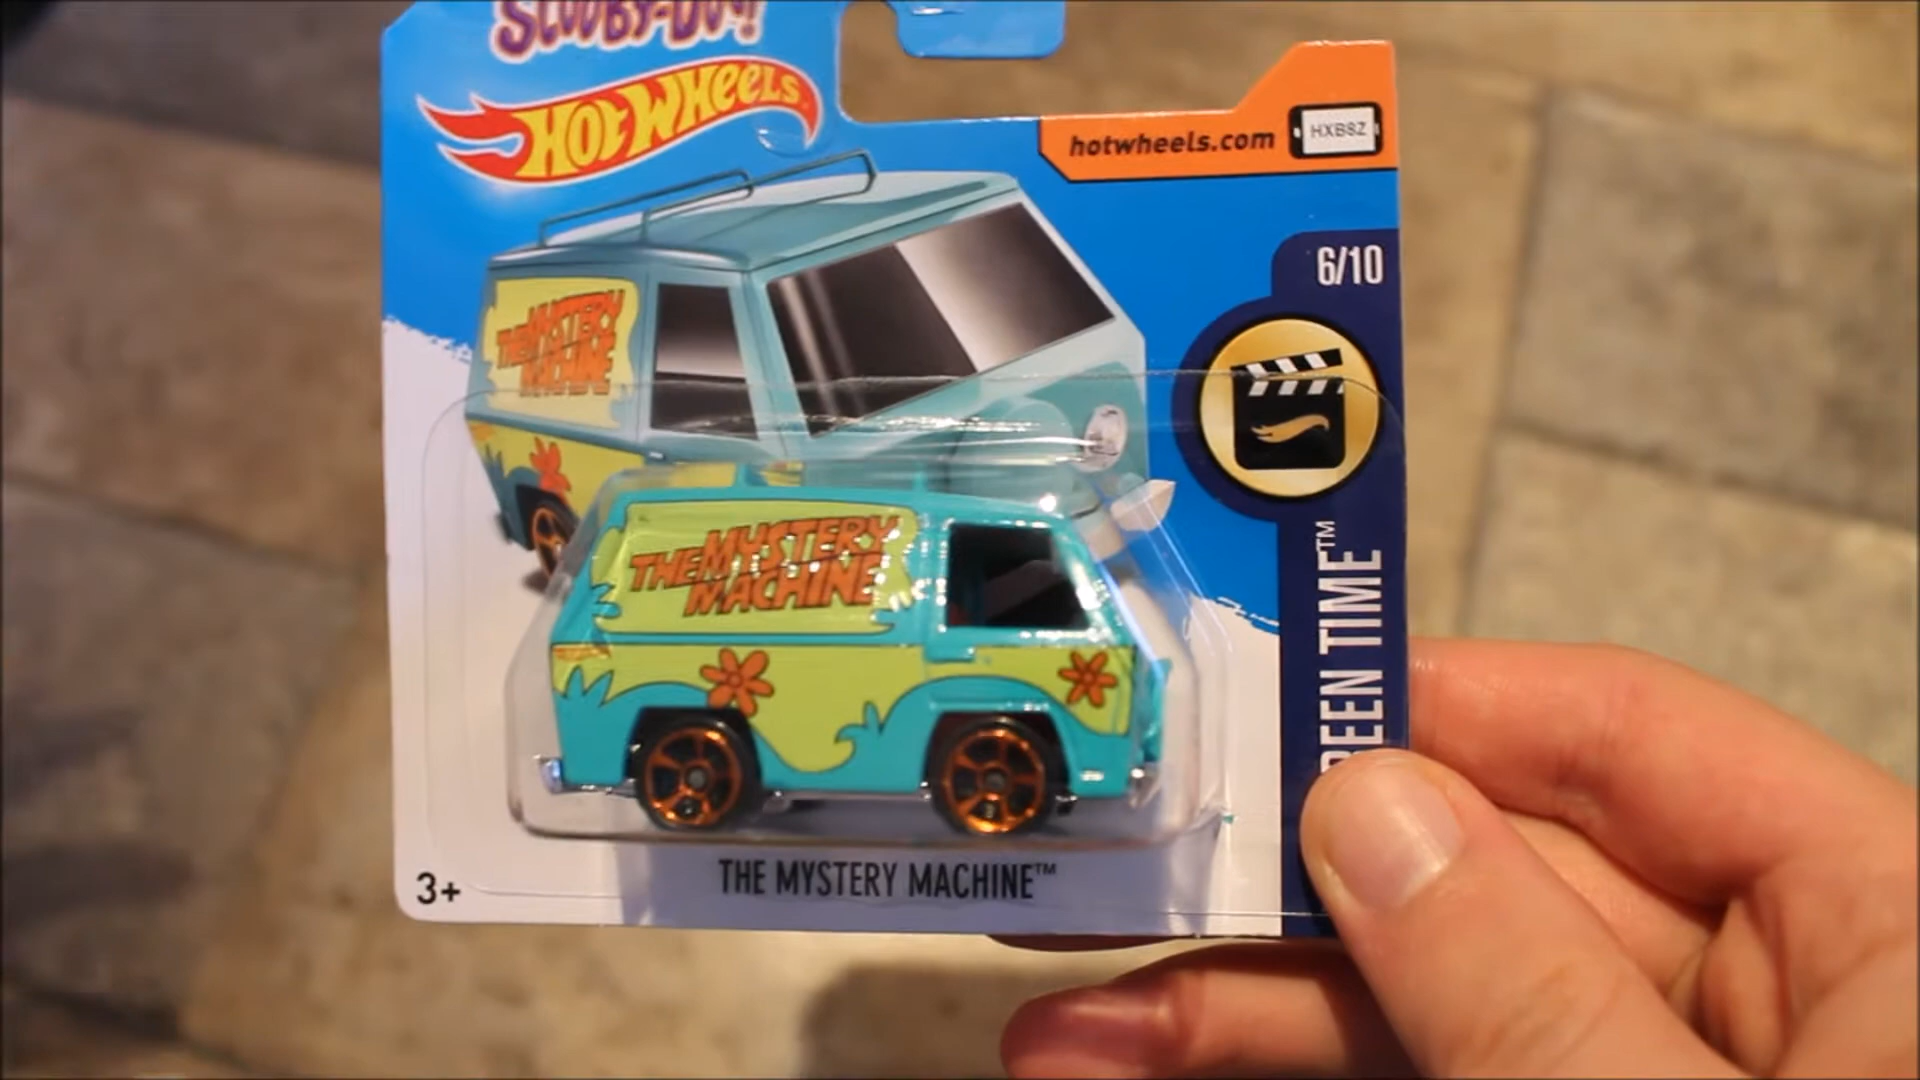 SCOOBY-DOO!
HOT WHEELS
hotwheels.com
HXB8Z
6/10
THE MYSTERY
MACHINE
THE MYSTERY
MACHINE
REEN TIME™
THE MYSTERY MACHINE™
3+